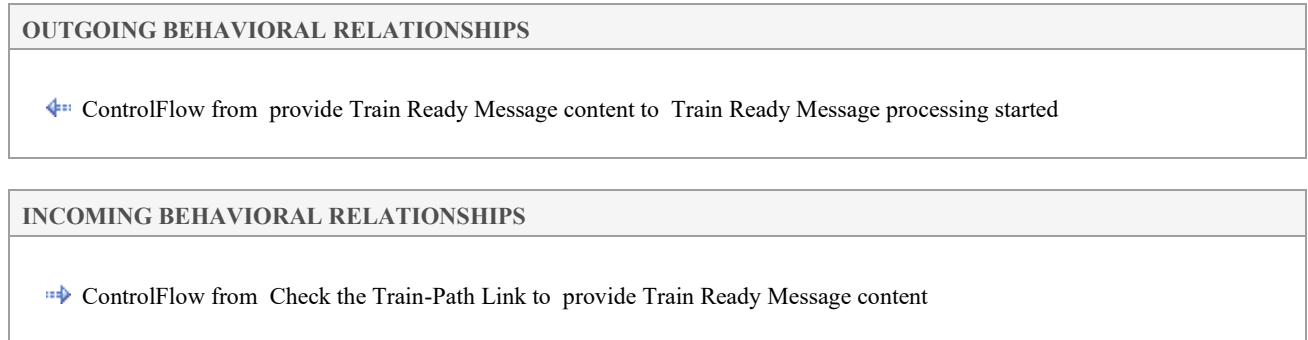 OUTGOING BEHAVIORAL RELATIONSHIPS
ControlFlow from  provide Train Ready Message content to  Train Ready Message processing started
INCOMING BEHAVIORAL RELATIONSHIPS
ControlFlow from  Check the Train-Path Link to  provide Train Ready Message content